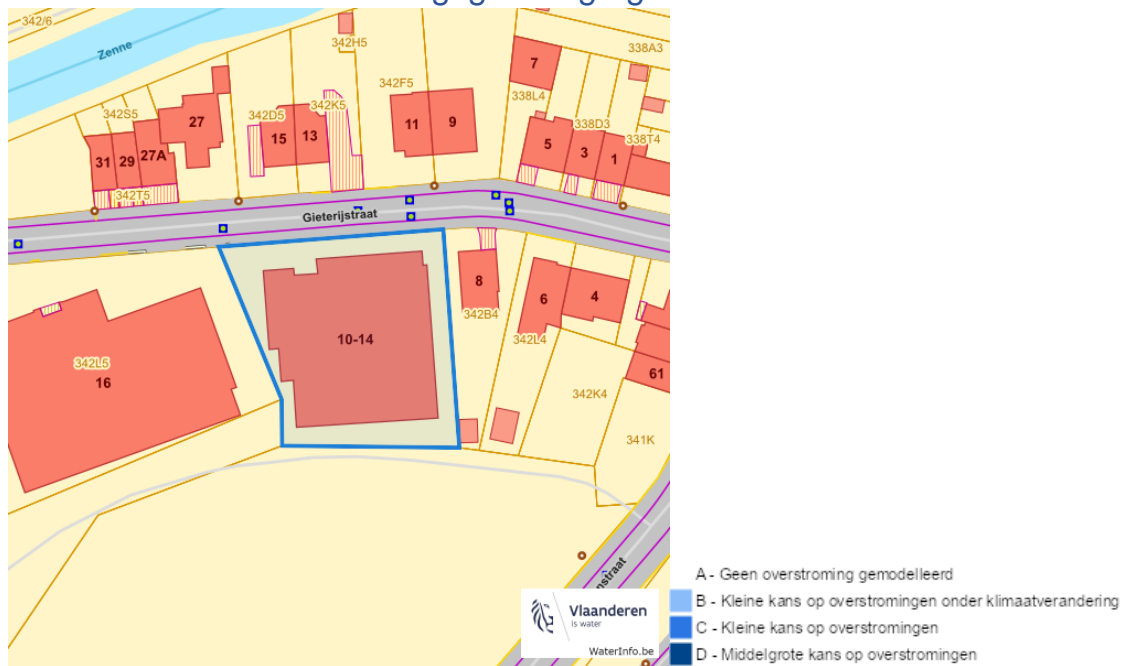 342/6
Zenne
342H5
338A3
7
342F5
338L4
342S5
27
342D5
342K5
338D3
15
13
11
9
5
3
1
338T4
31
29
27A
342T5
Gieterijstraat
8
6
4
342B4
10-14
342L4
342L5
16
61
342K4
341K
nstraat
Vlaanderen
is water
WaterInfo.be
A - Geen overstroming gemodelleerd
B - Kleine kans op overstromingen onder klimaatverandering
C - Kleine kans op overstromingen
D - Middelgrote kans op overstromingen